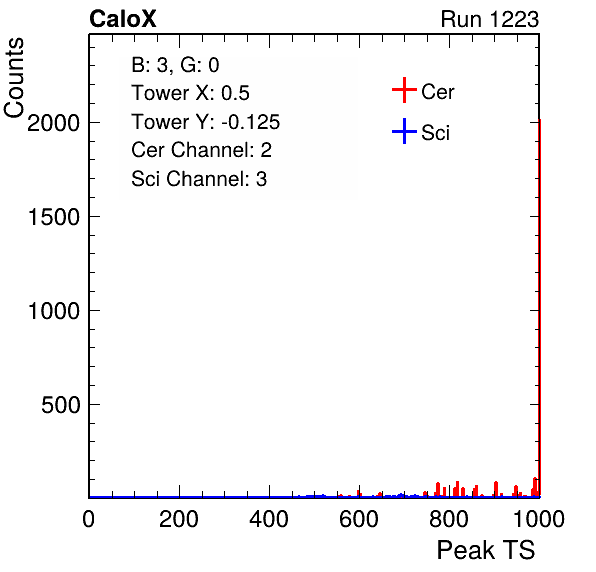 CaloX Run 1223
Counts
B: 3, G: 0
Tower X: 0.5
Tower Y: -0.125
Cer Channel: 2
Sci Channel: 3
Cer
Sci
2000
1500
1000
500
0 200 400 600 800 1000
Peak TS